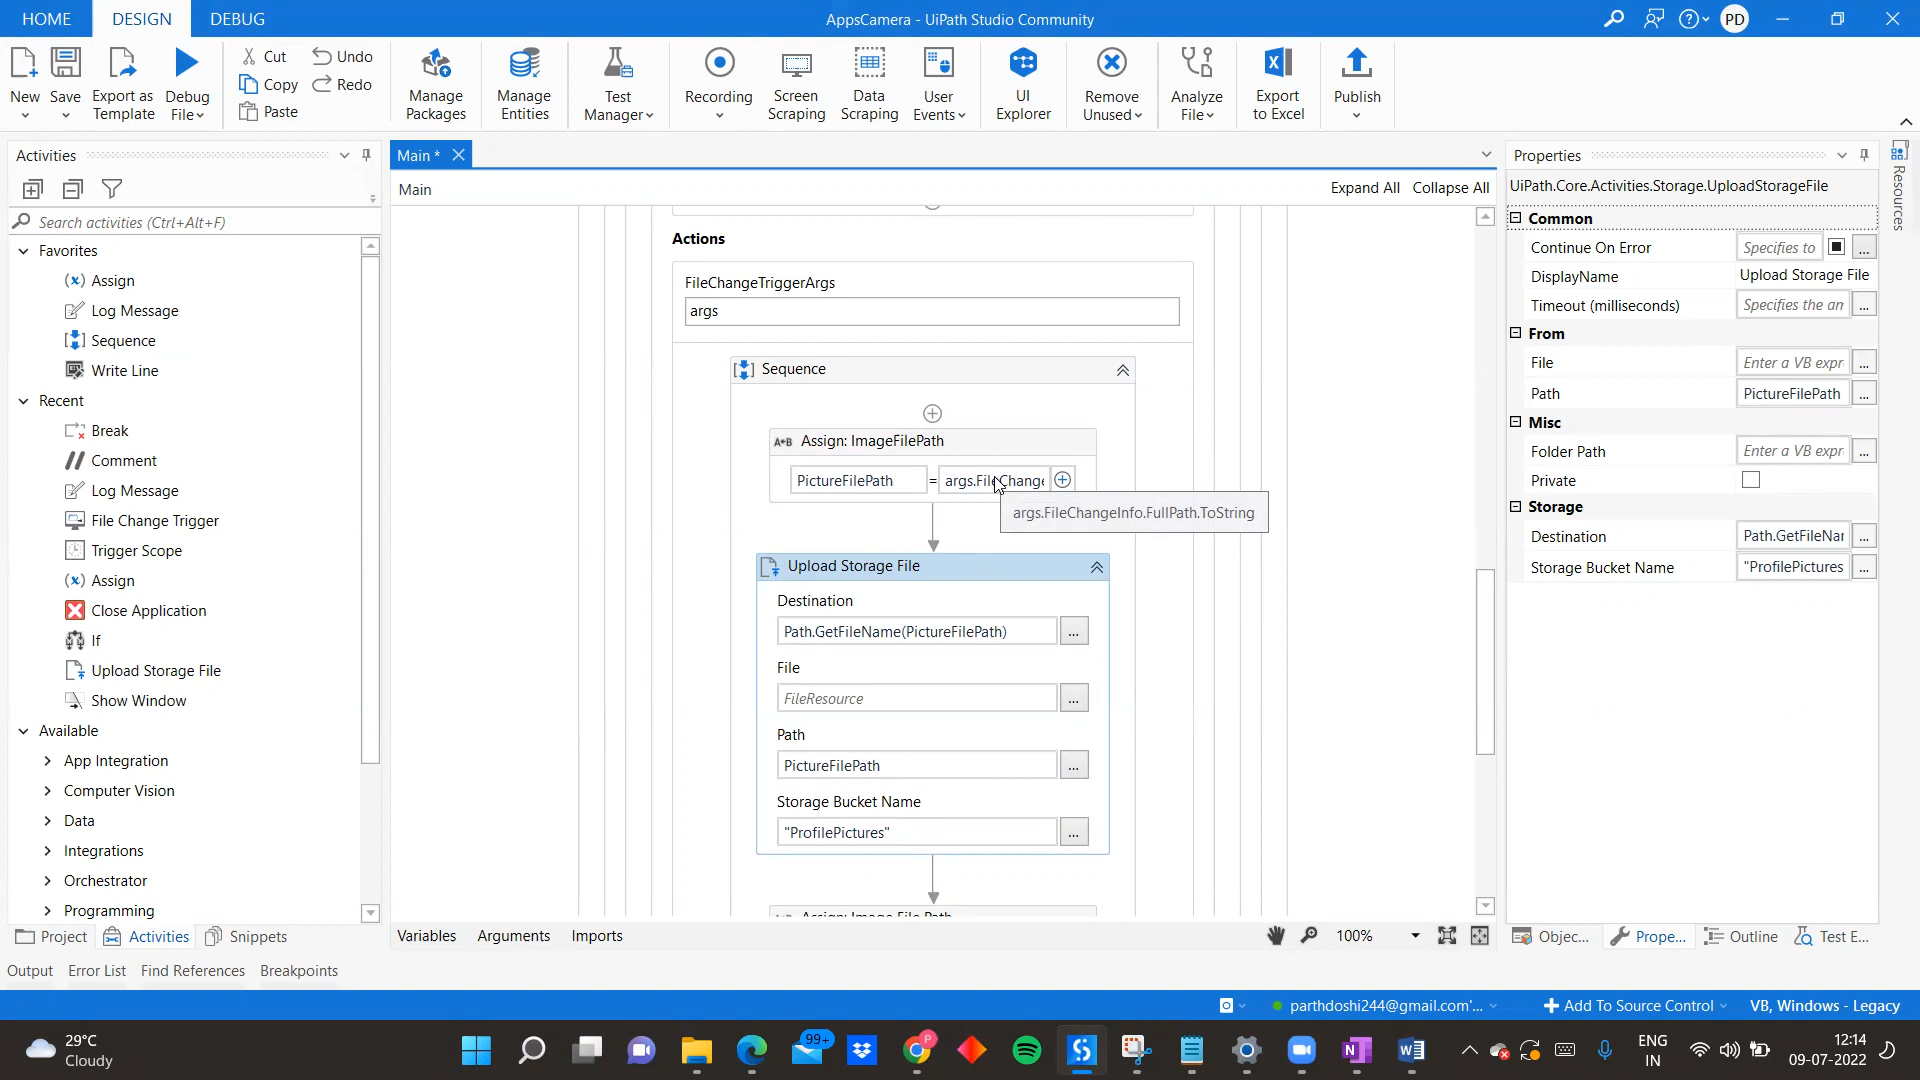 HOME DESIGN DEBUG
AppsCamera - UiPath Studio Community
PD
New
Save
Export as
Template
Debug
File
Cut
Copy
Paste
Undo
Redo
Manage
Packages
Manage
Entities
Test
Manager
Recording
Screen
Scraping
Data
Scraping
User
Events
UI
Explorer
Remove
Unused
Analyze
File
Export
to Excel
Publish
Activities
Search activities (Ctrl+Alt+F)
Favorites
Assign
Log Message
Sequence
Write Line
Recent
Break
Comment
Log Message
File Change Trigger
Trigger Scope
Assign
Close Application
If
Upload Storage File
Show Window
Available
App Integration
Computer Vision
Data
Integrations
Orchestrator
Programming
Project Activities Snippets
Main *
Main
Expand All Collapse All
Actions
FileChangeTriggerArgs
args
Sequence
A+B Assign: ImageFilePath
PictureFilePath = args.FileChange
args.FileChangeInfo.FullPath.ToString
Upload Storage File
Destination
Path.GetFileName(PictureFilePath) ...
File
FileResource ...
Path
PictureFilePath ...
Storage Bucket Name
"ProfilePictures" ...
Assign: Image File Path
Variables Arguments Imports
100%
Properties
UiPath.Core.Activities.Storage.UploadStorageFile
Common
Continue On Error Specifies to ...
DisplayName Upload Storage File
Timeout (milliseconds) Specifies the an ...
From
File Enter a VB expr ...
Path PictureFilePath ...
Misc
Folder Path Enter a VB expr ...
Private
Storage
Destination Path.GetFileNar ...
Storage Bucket Name "ProfilePictures ...
Resources
Objec... Prope... Outline Test E...
Output Error List Find References Breakpoints
parthdoshi244@gmail.com'...
Add To Source Control
VB, Windows - Legacy
29°C
Cloudy
99+
P
ENG
IN
12:14
09-07-2022